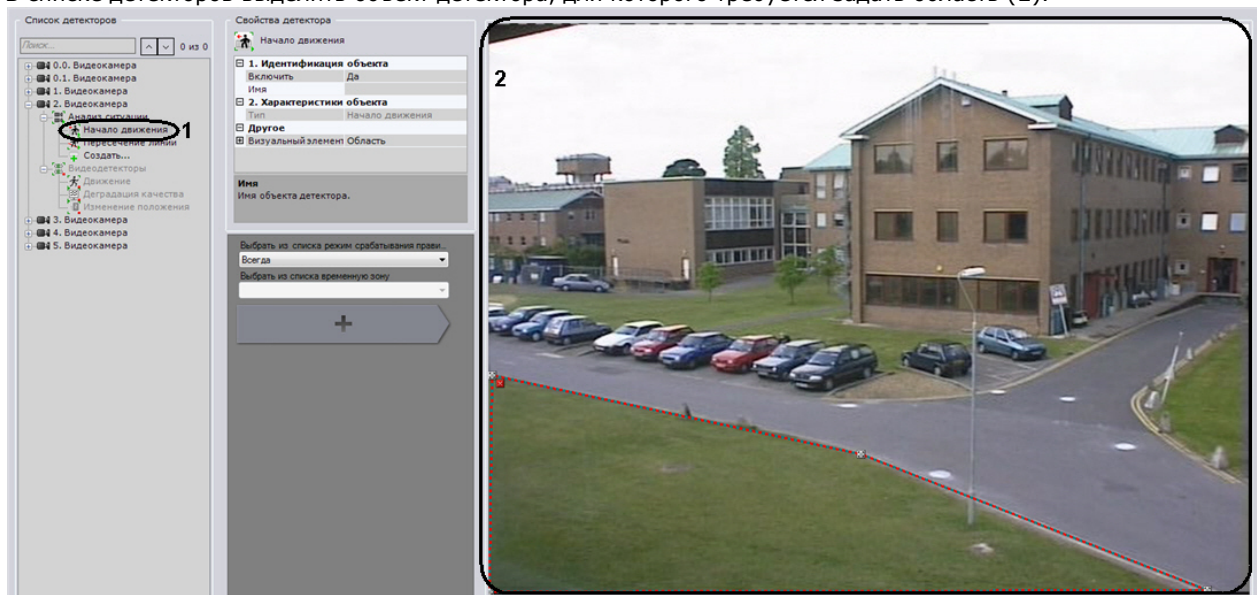 В списке детекторов выделить объект детектора, для которого требуется задать область (1).
Список детекторов
Поиск...
0 из 0
0.0. Видеокамера
0.1. Видеокамера
1. Видеокамера
2. Видеокамера
Анализ ситуации
Начало движения
1
Пересечение линии
Создать...
Видеодетекторы
Движение
Деградация качества
Изменение положения
3. Видеокамера
4. Видеокамера
5. Видеокамера
Свойства детектора
Начало движения
1. Идентификация объекта
Включить Да
Имя
2. Характеристики объекта
Тип Начало движения
Другое
Визуальный элемент Область
Имя
Имя объекта детектора.
Выбрать из списка режим срабатывания прави...
Всегда
Выбрать из списка временную зону
2